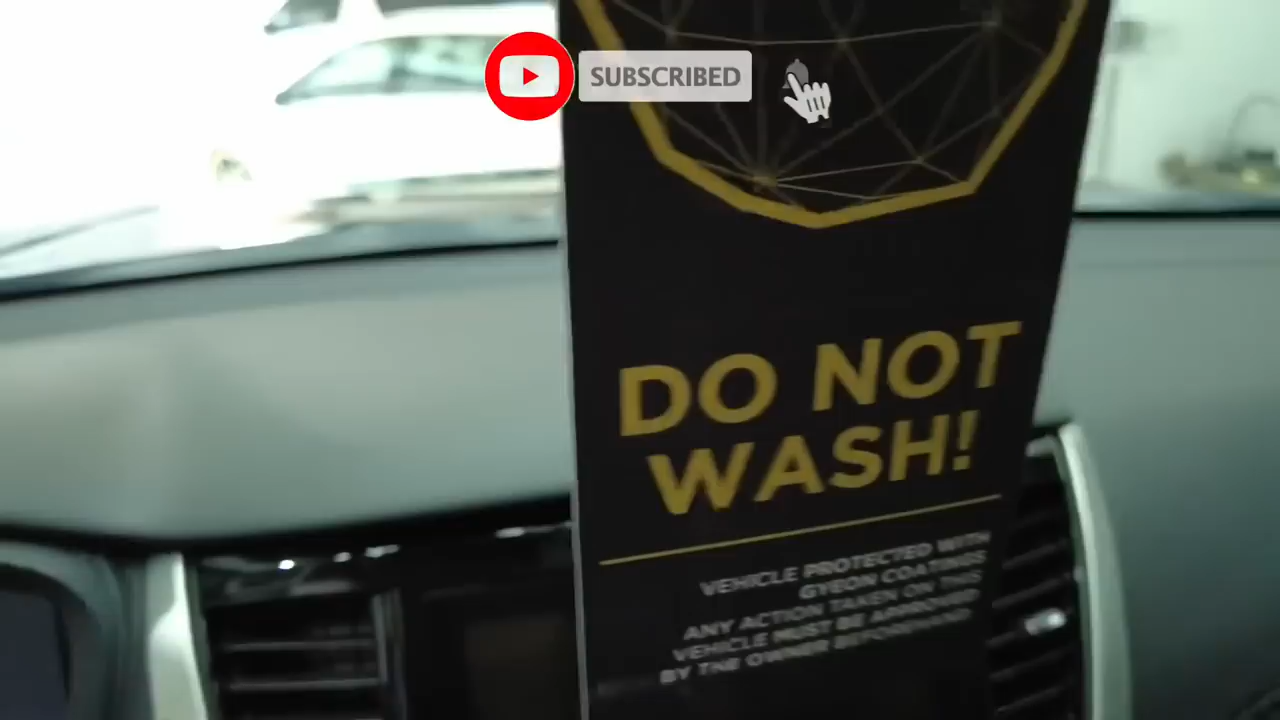 SUBSCRIBED
DO NOT
WASH!
VEHICLE PROTECTED WITH
GYEON COATINGS
ANY ACTION TAKEN ON THIS
VEHICLE MUST BE APPROVED
BY THE OWNER BEFOREHAND